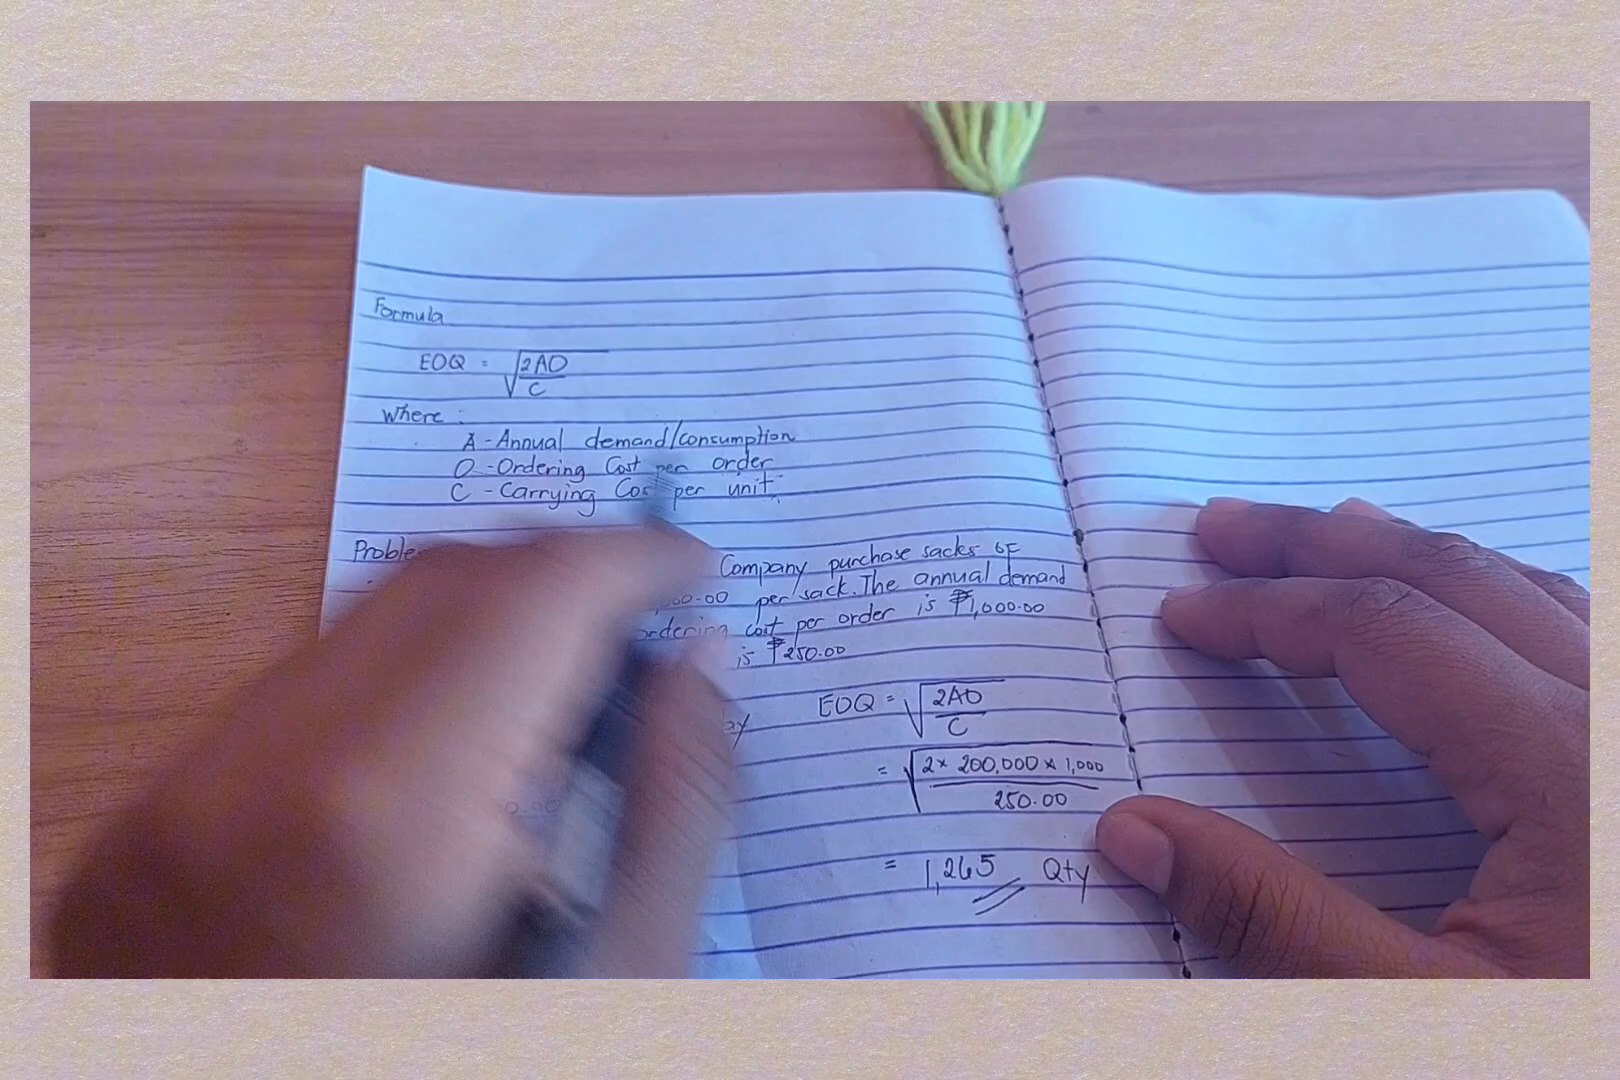 Formula
EOQ = √2AO
C
Where :
A - Annual demand/consumption
O - Ordering Cost per order
C - Carrying Cost per unit
Company purchase sacks of
per sack. The annual demand
ordering cost per order is ₱1,000.00
is ₱250.00
EOQ = √2AO
C
= √2 × 200,000 × 1,000
250.00
= 1,265 Qty